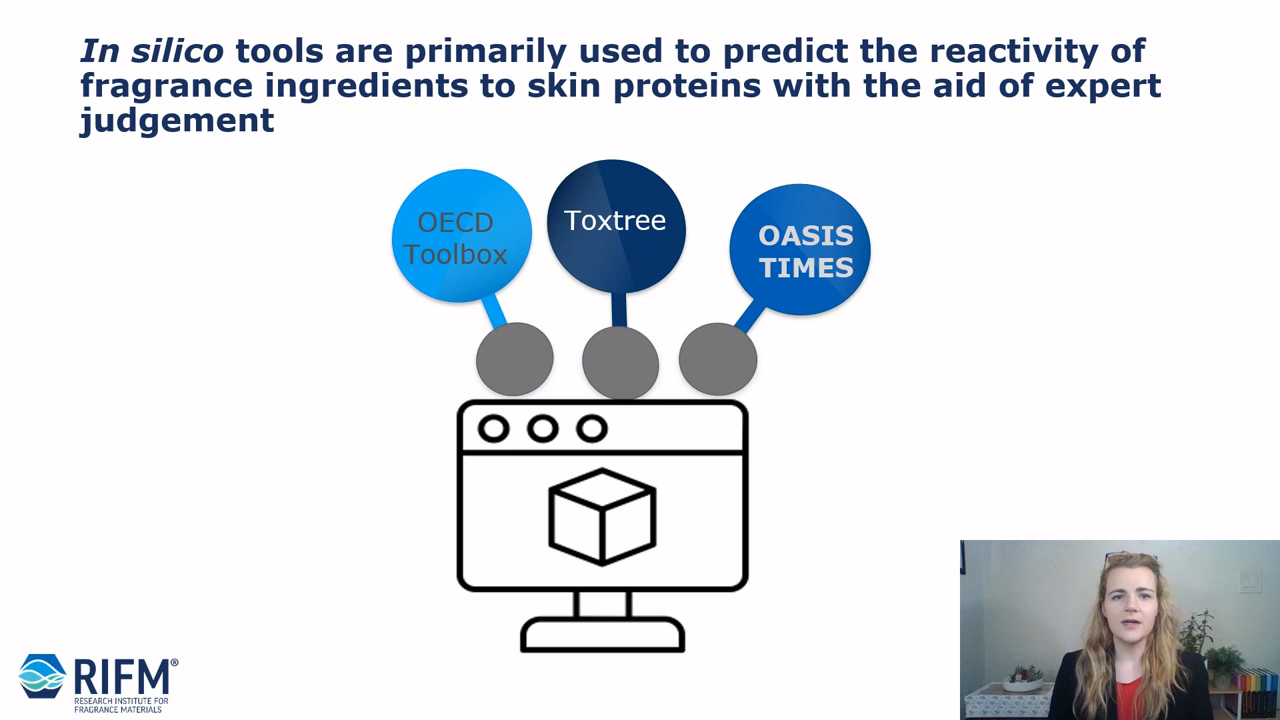 In silico tools are primarily used to predict the reactivity of
fragrance ingredients to skin proteins with the aid of expert
judgement
OECD
Toolbox
Toxtree
OASIS
TIMES
RIFM®
RESEARCH INSTITUTE FOR
FRAGRANCE MATERIALS